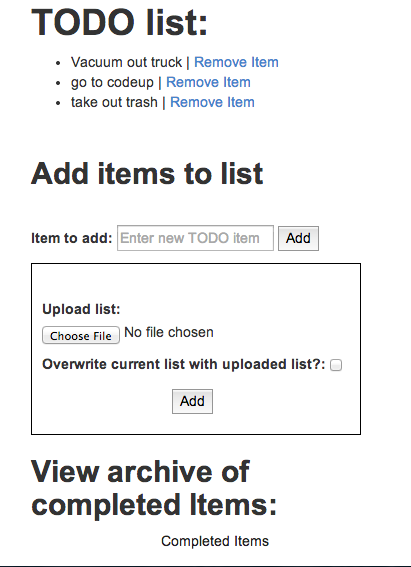 TODO list:
Vacuum out truck | Remove Item
go to codeup | Remove Item
take out trash | Remove Item
Add items to list
Item to add: Enter new TODO item Add
Upload list:
Choose File No file chosen
Overwrite current list with uploaded list?:
Add
View archive of
completed Items:
Completed Items